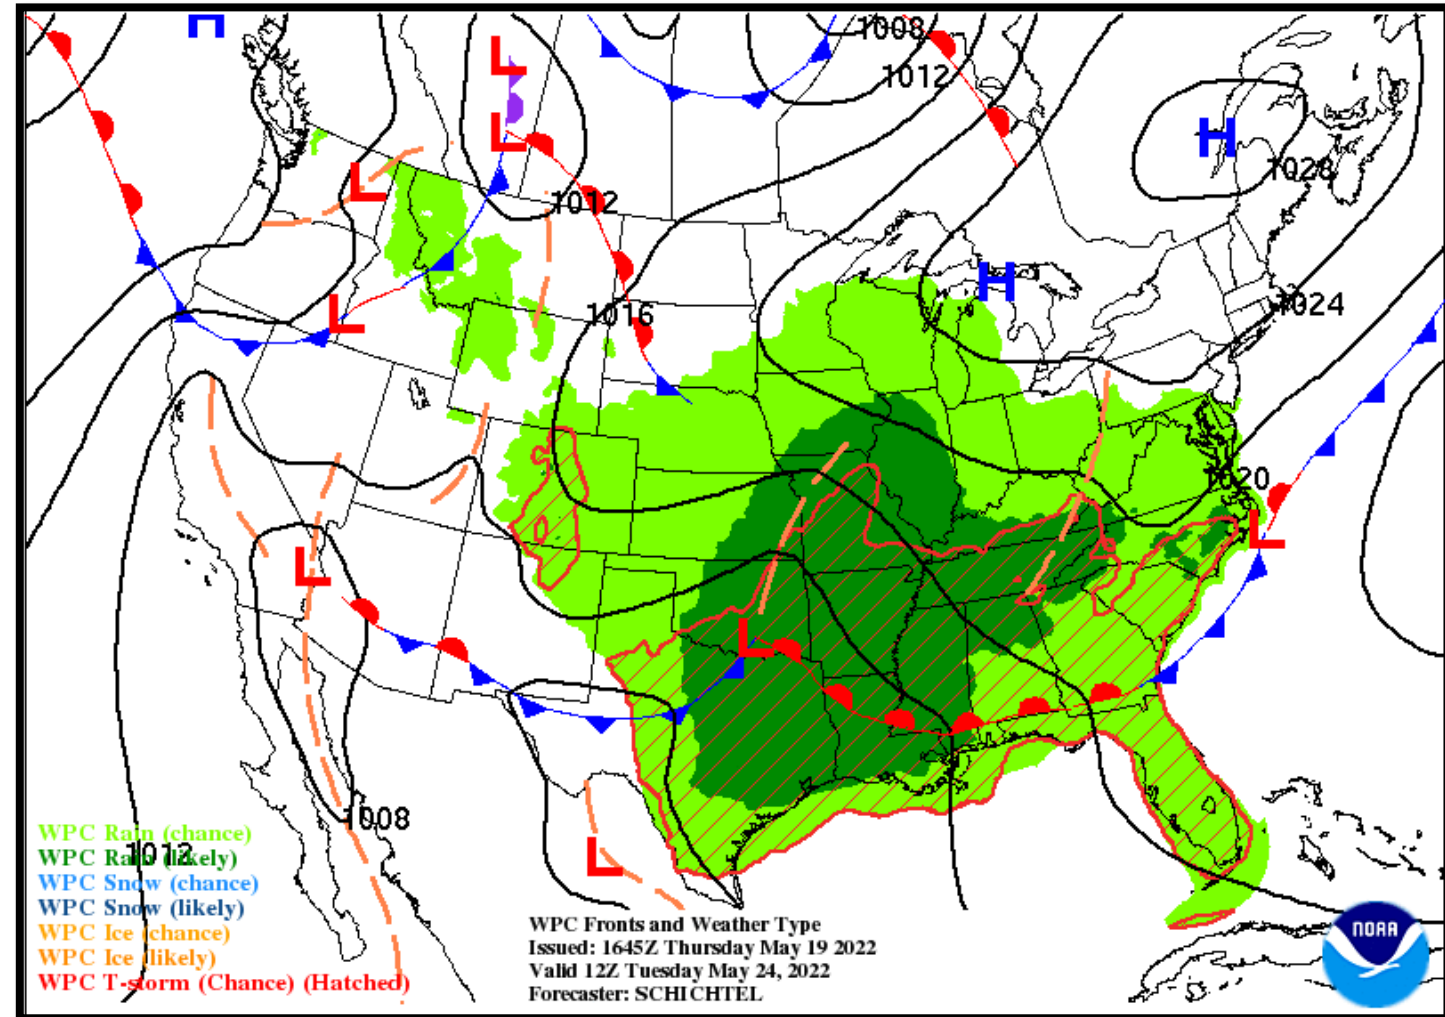 1008
1012
H
L
L
H
1028
L
1012
H
1024
1016
L
1020
L
L
L
1008
L
1012
WPC Rain (chance)
WPC Rain (likely)
WPC Snow (chance)
WPC Snow (likely)
WPC Ice (chance)
WPC Ice (likely)
WPC T-storm (Chance) (Hatched)
WPC Fronts and Weather Type
Issued: 1645Z Thursday May 19 2022
Valid 12Z Tuesday May 24, 2022
Forecaster: SCHICHTEL
NOAA